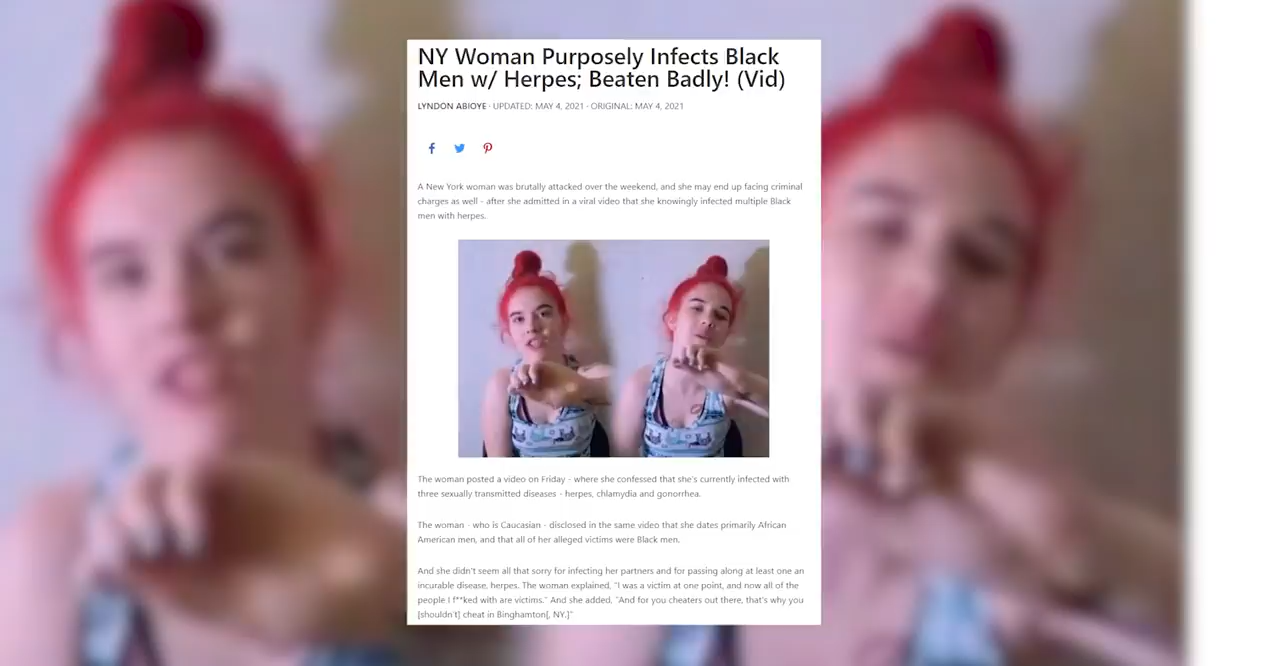 NY Woman Purposely Infects Black
Men w/ Herpes; Beaten Badly! (Vid)
LYNDON ABIOYE · UPDATED: MAY 4, 2021 · ORIGINAL: MAY 4, 2021
A New York woman was brutally attacked over the weekend, and she may end up facing criminal
charges as well - after she admitted in a viral video that she knowingly infected multiple Black
men with herpes.
The woman posted a video on Friday - where she confessed that she's currently infected with
three sexually transmitted diseases - herpes, chlamydia and gonorrhea.
The woman - who is Caucasian - disclosed in the same video that she dates primarily African
American men, and that all of her alleged victims were Black men.
And she didn't seem all that sorry for infecting her partners and for passing along at least one an
incurable disease, herpes. The woman explained, "I was a victim at one point, and now all of the
people I f**ked with are victims." And she added, "And for you cheaters out there, that's why you
[shouldn't] cheat in Binghamton[, NY.]"